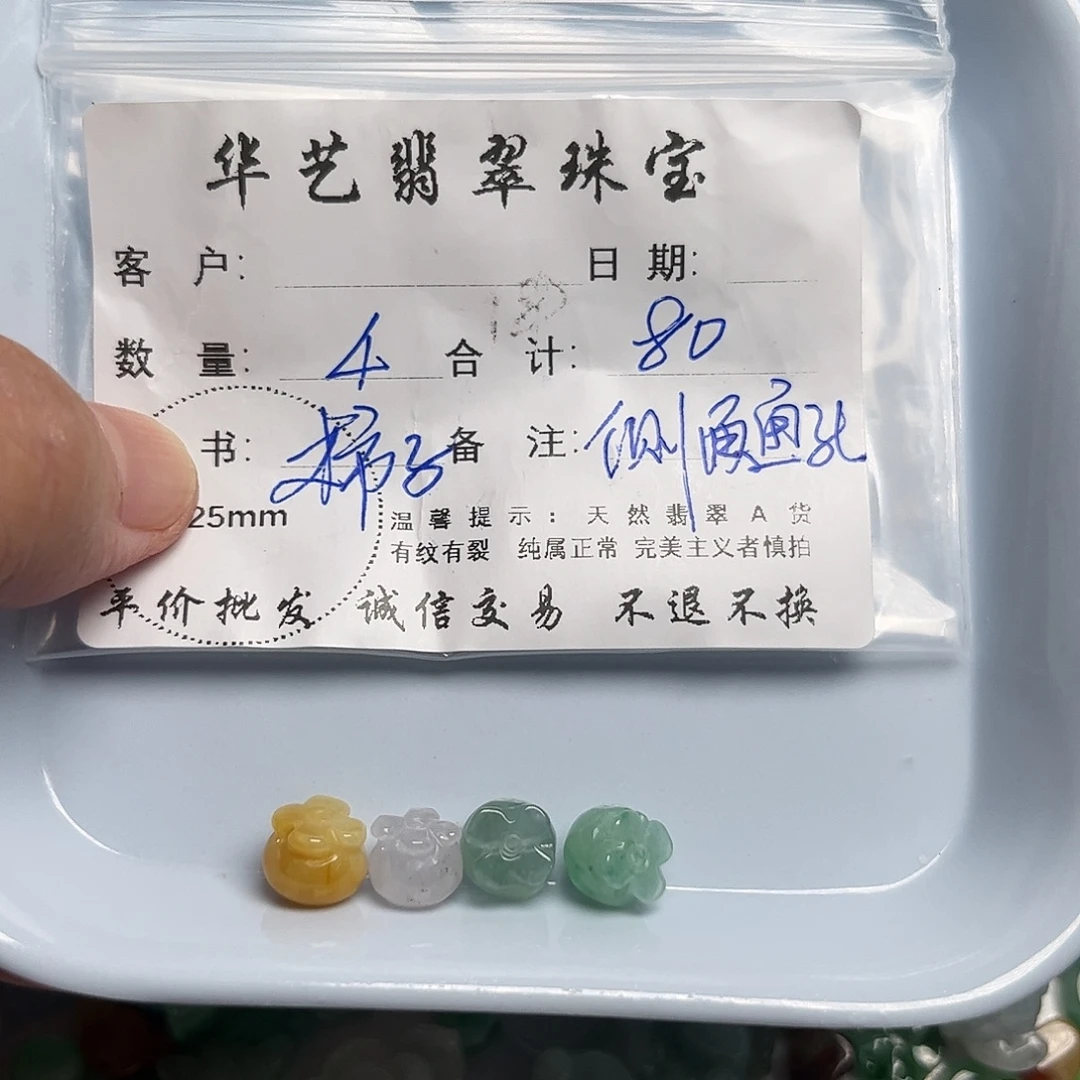 华艺翡翠珠宝
客 户: 日 期:
数 量: 4 合 计: 80
书: 柿子 备 注: 侧面通孔
25mm 温馨提示: 天然翡翠A货
有纹有裂 纯属正常 完美主义者慎拍
平价批发 诚信交易 不退不换